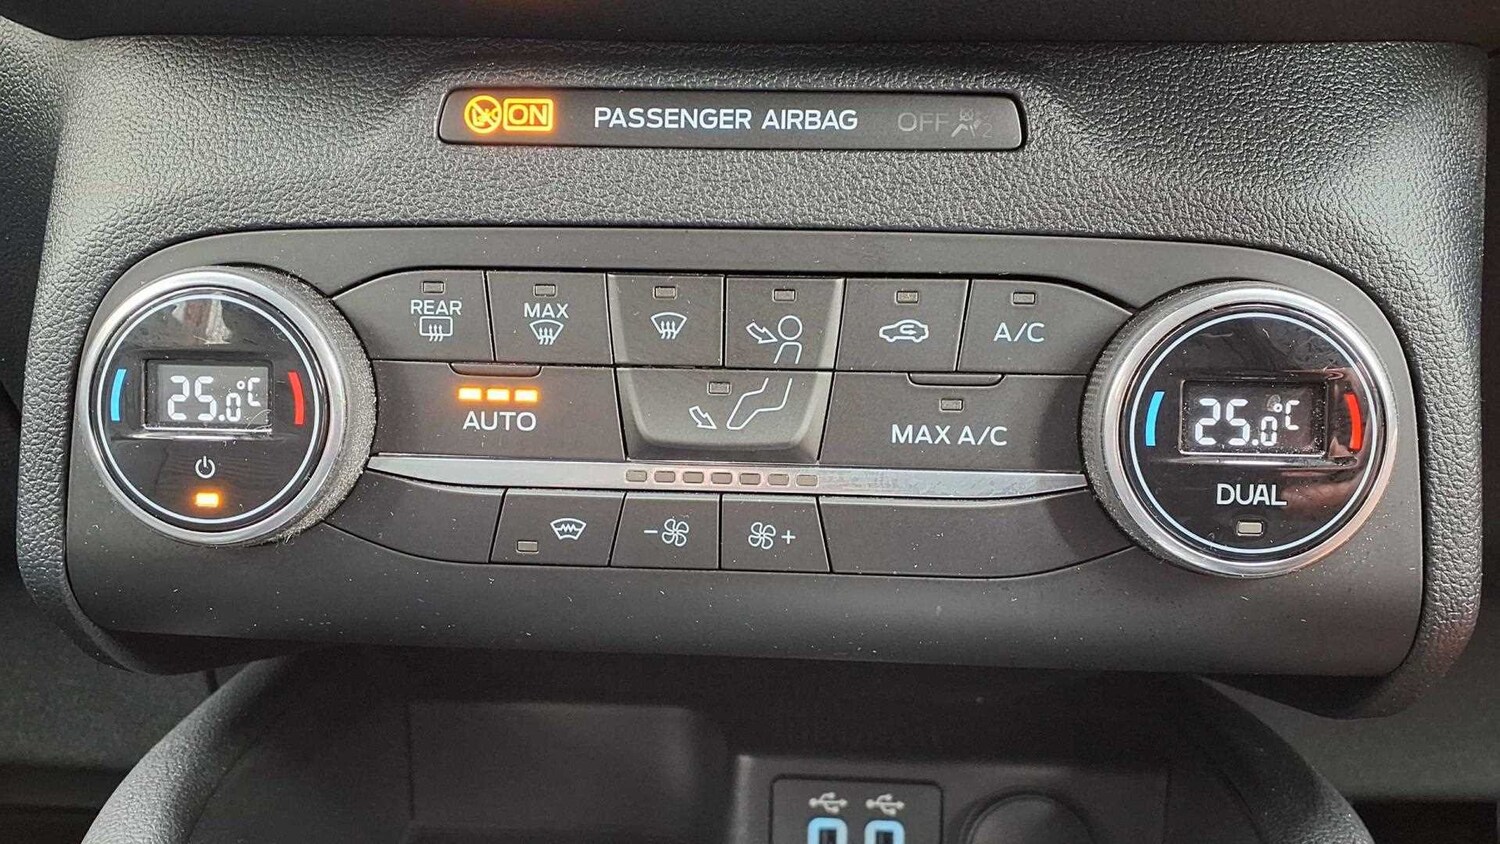 ON PASSENGER AIRBAG OFF
REAR
MAX
A/C
25.0°C
AUTO
MAX A/C
25.0°C
DUAL
- +